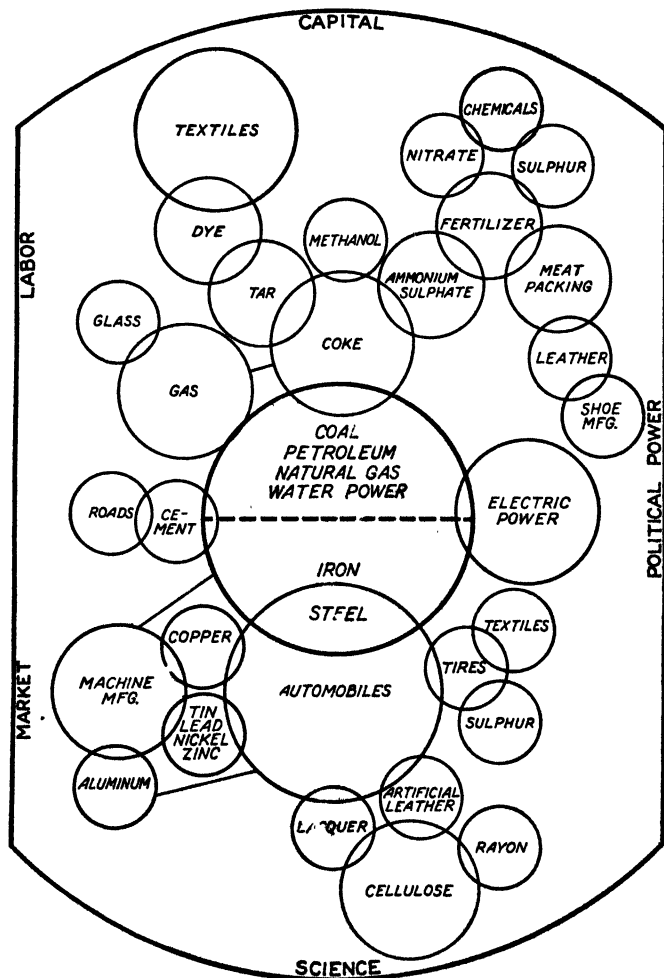 CAPITAL
TEXTILES
CHEMICALS
NITRATE
SULPHUR
DYE
METHANOL
FERTILIZER
LABOR
TAR
AMMONIUM
SULPHATE
MEAT
PACKING
GLASS
COKE
LEATHER
GAS
SHOE
MFG.
COAL
PETROLEUM
NATURAL GAS
WATER POWER
ROADS
CE-
MENT
ELECTRIC
POWER
POLITICAL POWER
IRON
STEEL
COPPER
TEXTILES
TIRES
MACHINE
MFG.
AUTOMOBILES
MARKET
TIN
LEAD
NICKEL
ZINC
SULPHUR
ALUMINUM
ARTIFICIAL
LEATHER
LACQUER
RAYON
CELLULOSE
SCIENCE